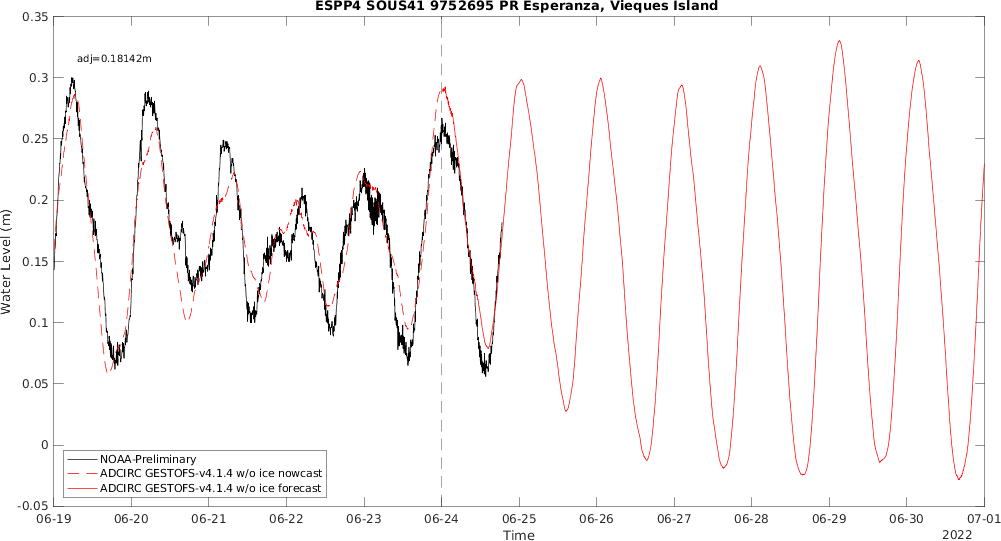 ESPP4 SOUS41 9752695 PR Esperanza, Vieques Island
0.35
adj=0.18142m
0.3
0.25
0.2
0.15
0.1
0.05
0
-0.05
Water Level (m)
NOAA-Preliminary
ADCIRC GESTOFS-v4.1.4 w/o ice nowcast
ADCIRC GESTOFS-v4.1.4 w/o ice forecast
06-19 06-20 06-21 06-22 06-23 06-24 06-25 06-26 06-27 06-28 06-29 06-30 07-01
Time
2022